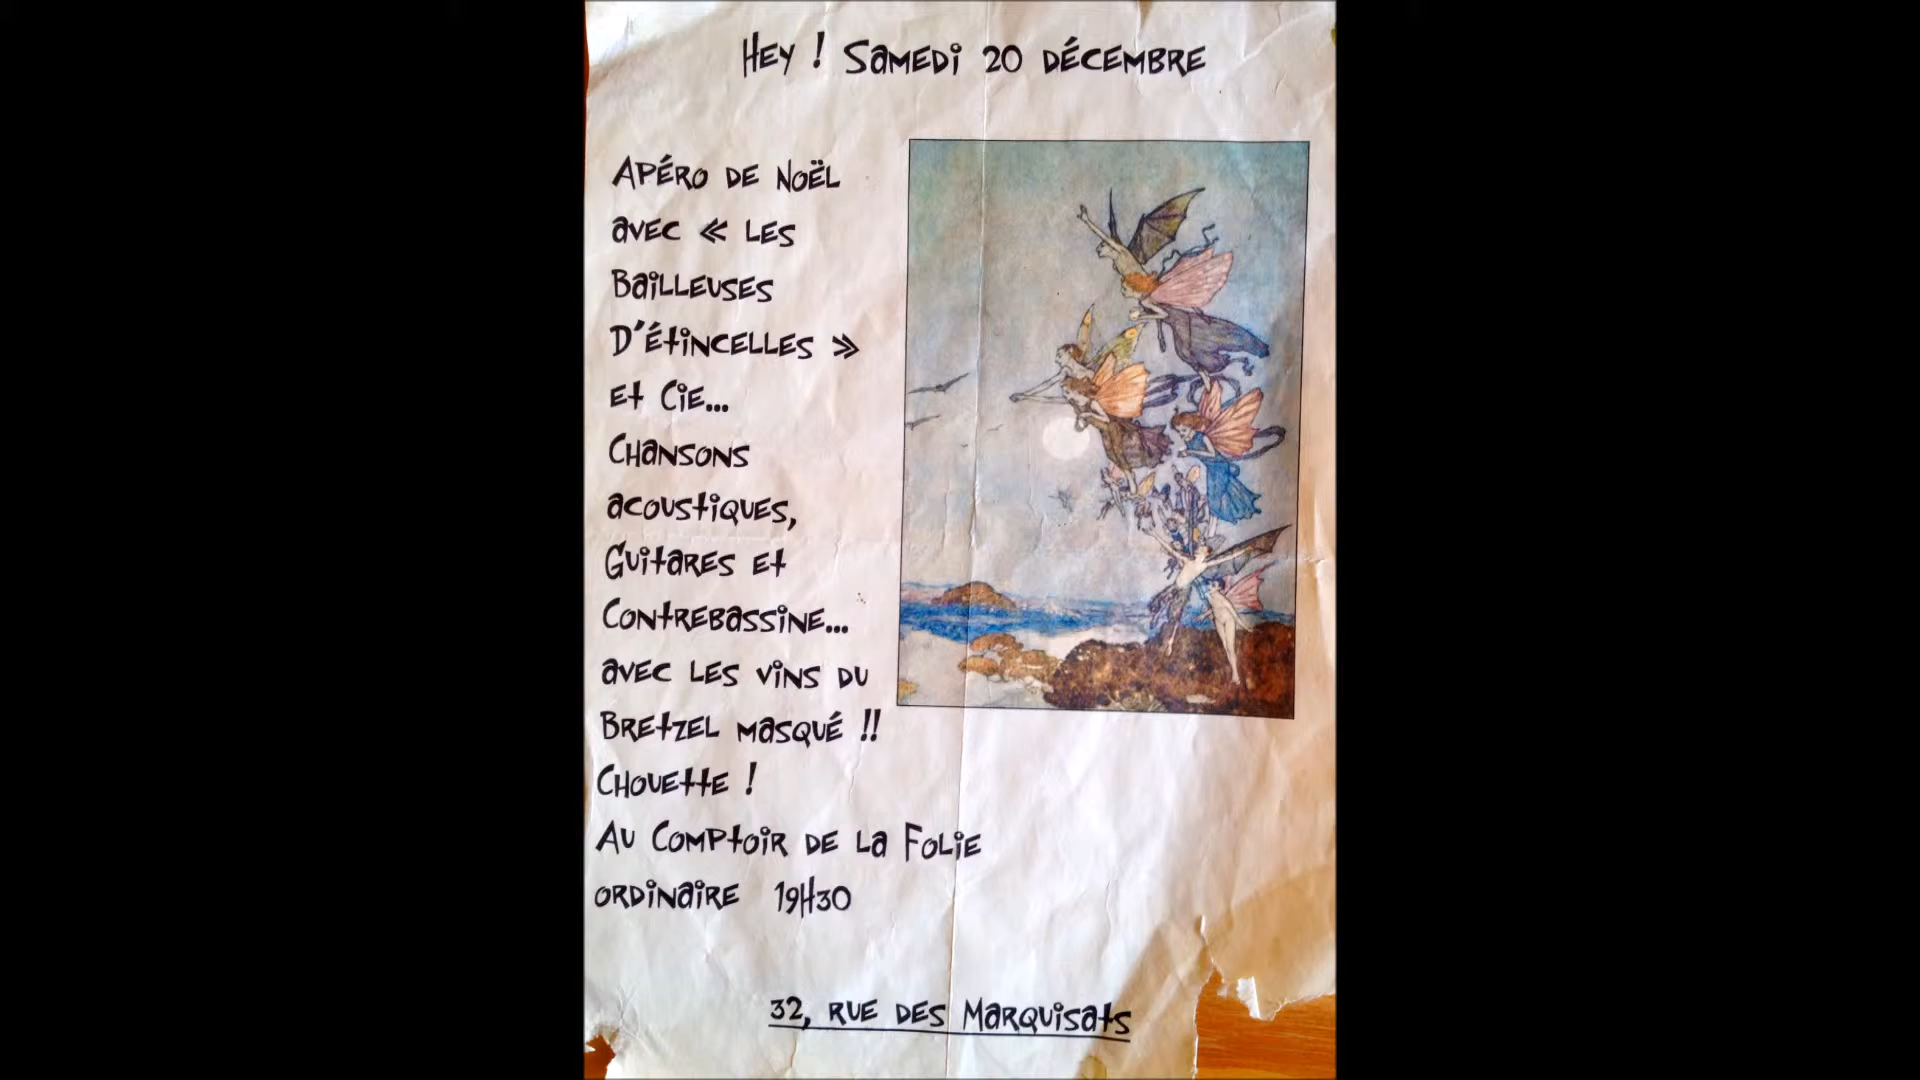 Hey ! Samedi 20 décembre
Apéro de Noël
avec « les
Bailleuses
D'étincelles »
et Cie...
Chansons
acoustiques,
Guitares et
Contrebassine...
avec les vins du
Bretzel masqué !!
Chouette !
Au Comptoir de la Folie
ordinaire 19H30
32, rue des Marquisats